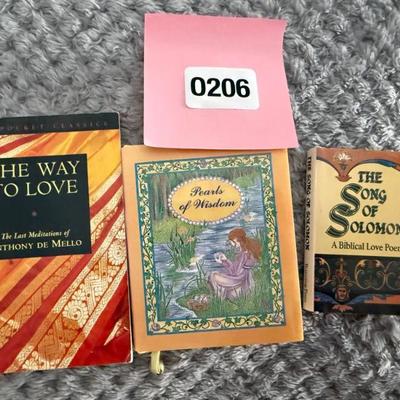 0206
POCKET CLASSICS
THE WAY
TO LOVE
The Last Meditations of
ANTHONY DE MELLO
Pearls
of Wisdom
THE SONG OF SOLOMON
THE
SONG
OF
SOLOMON
A Biblical Love Poem